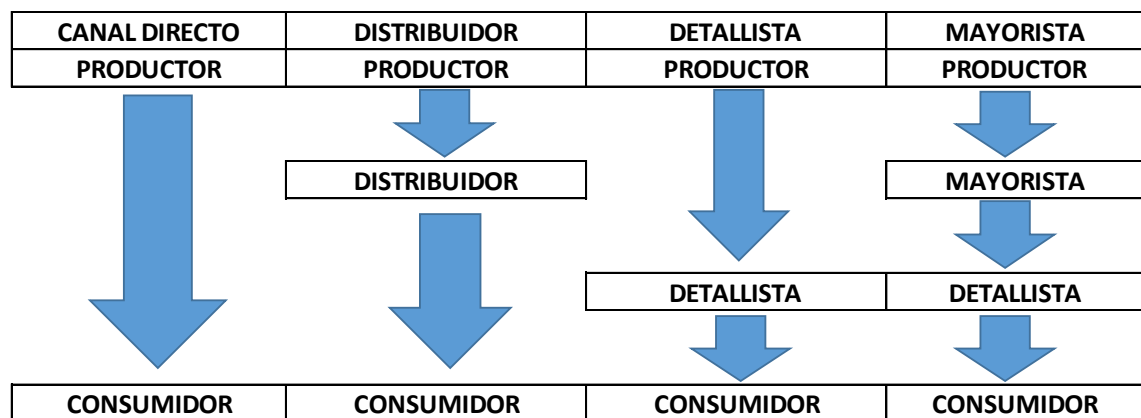 CANAL DIRECTO DISTRIBUIDOR DETALLISTA MAYORISTA
PRODUCTOR PRODUCTOR PRODUCTOR PRODUCTOR
DISTRIBUIDOR MAYORISTA
DETALLISTA DETALLISTA
CONSUMIDOR CONSUMIDOR CONSUMIDOR CONSUMIDOR